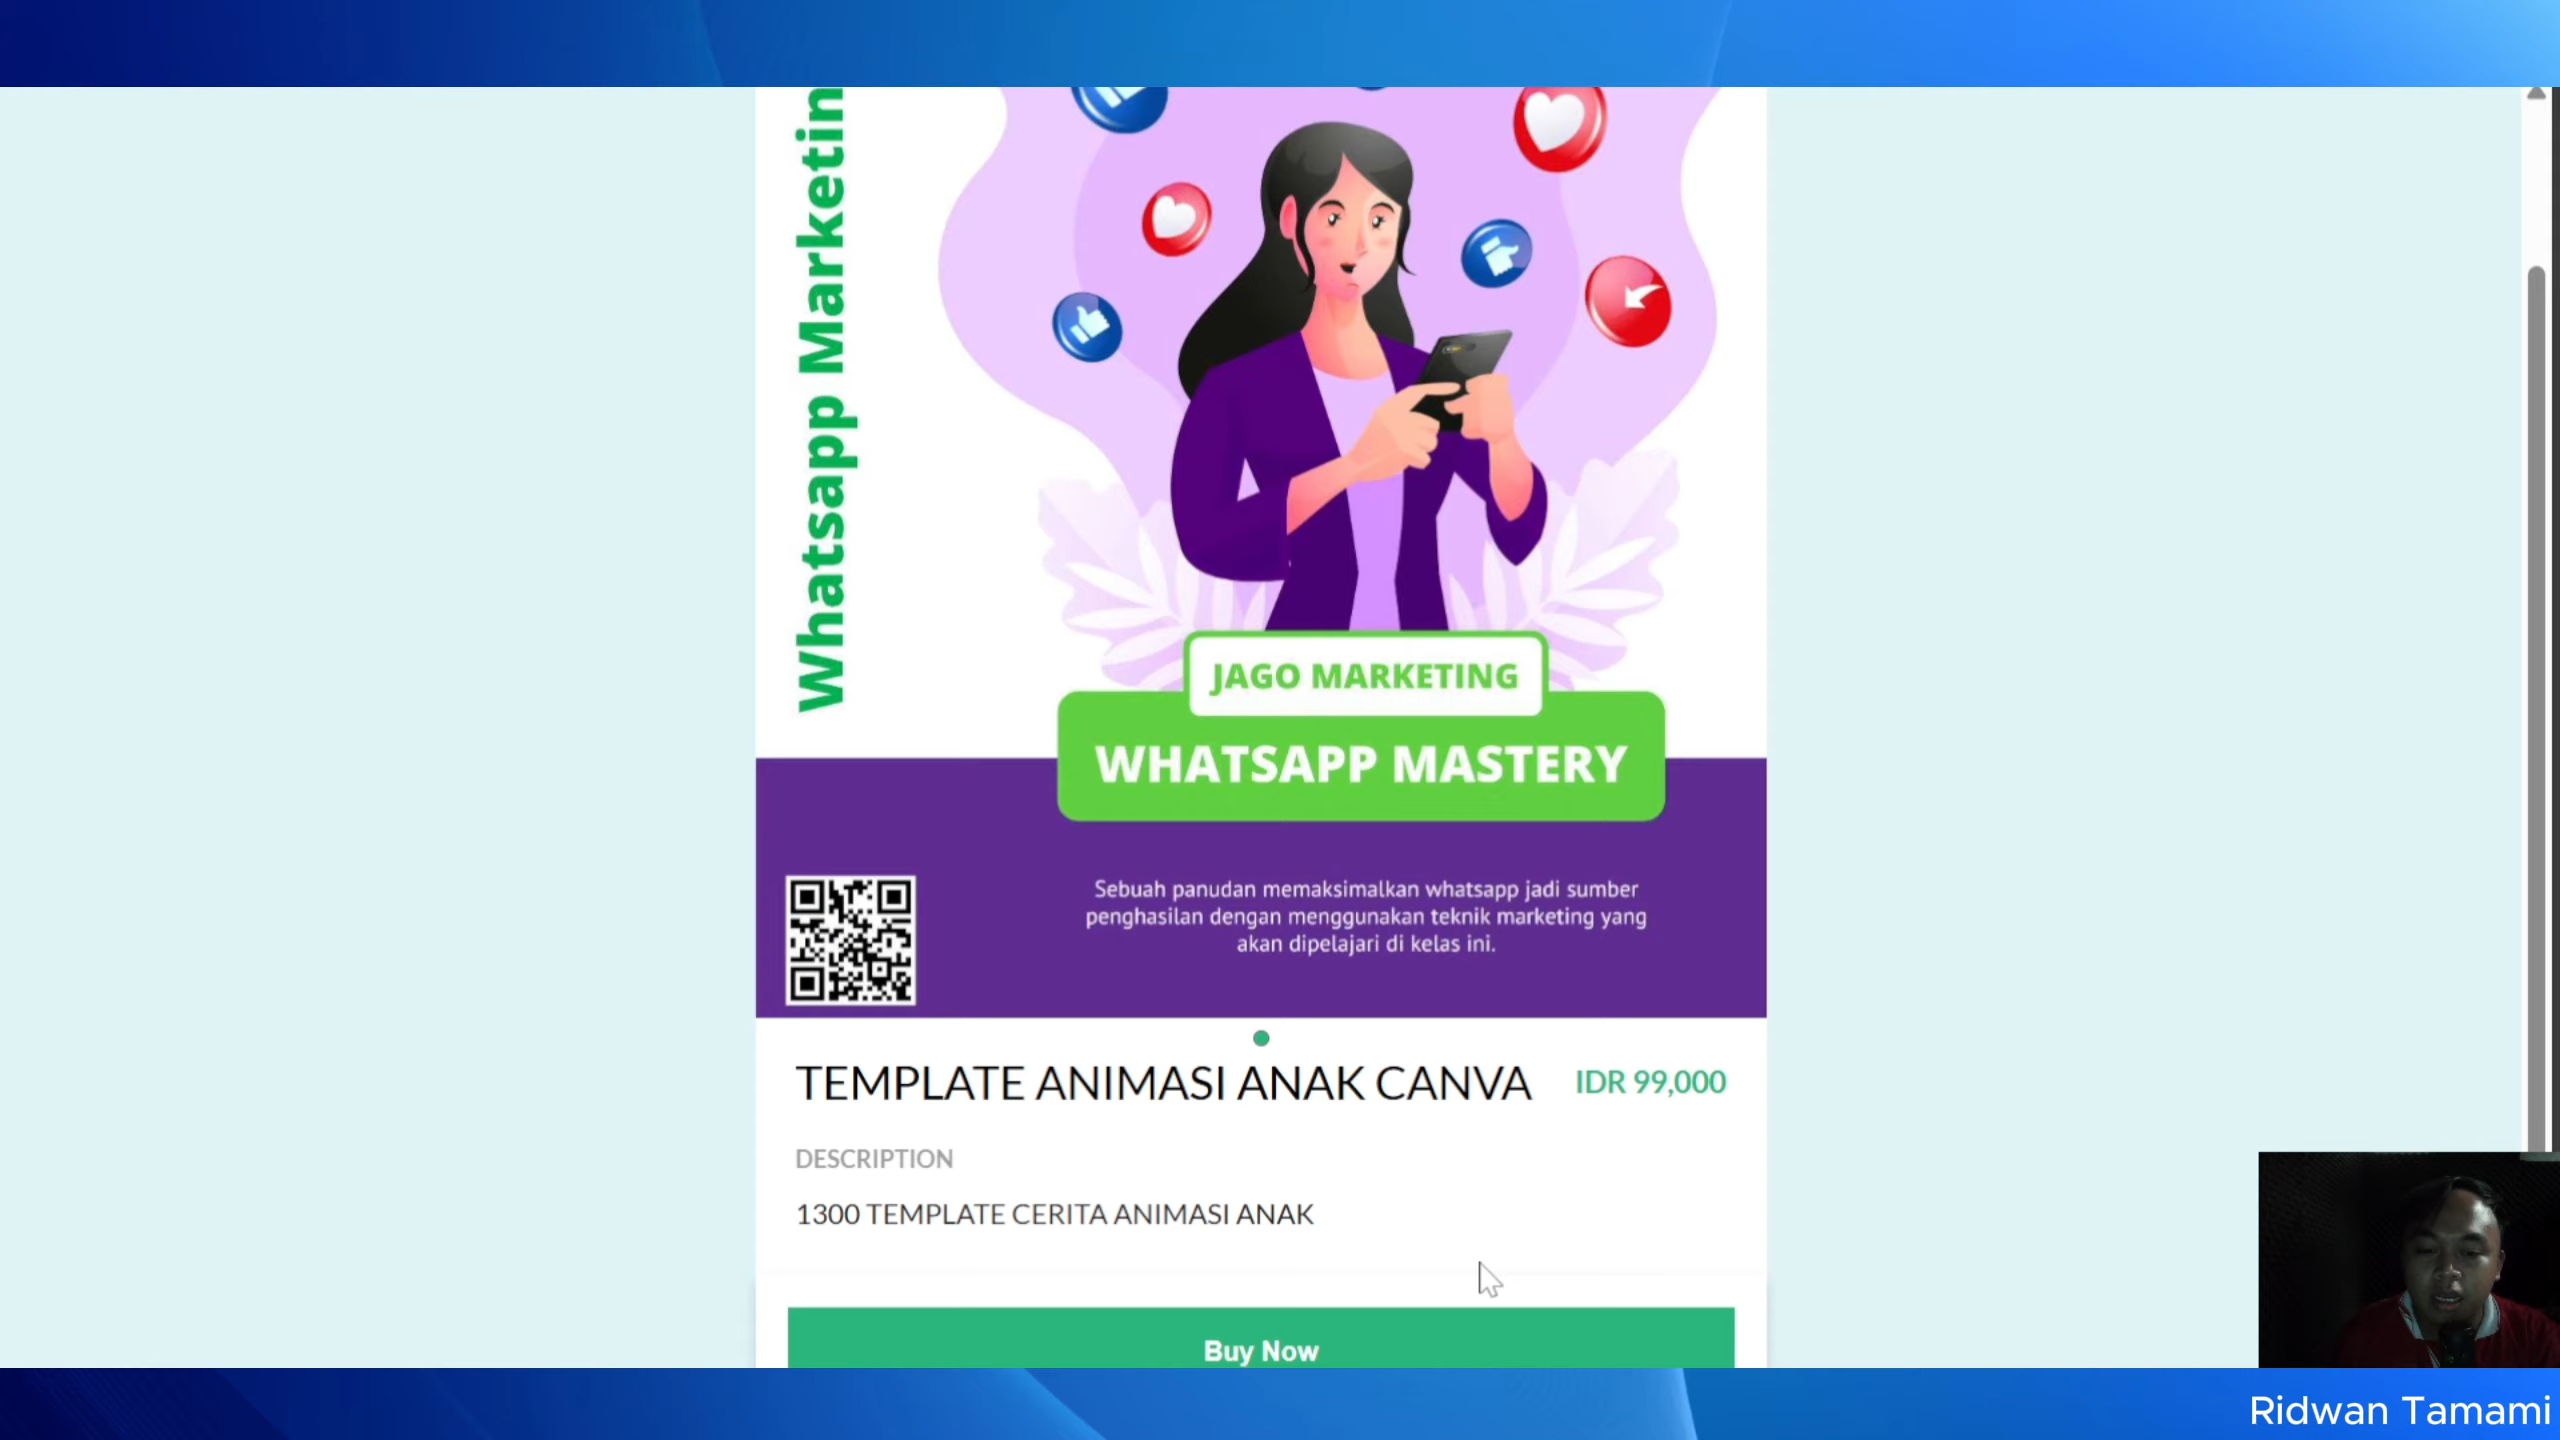 Whatsapp Marketin
JAGO MARKETING
WHATSAPP MASTERY
Sebuah panudan memaksimalkan whatsapp jadi sumber
penghasilan dengan menggunakan teknik marketing yang
akan dipelajari di kelas ini.
TEMPLATE ANIMASI ANAK CANVA
IDR 99,000
DESCRIPTION
1300 TEMPLATE CERITA ANIMASI ANAK
Buy Now
Ridwan Tamami